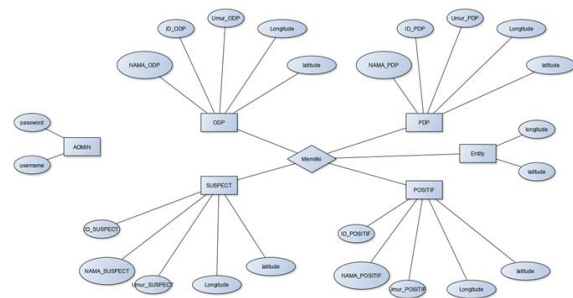 Umur_ODP
Umur_PDP
ID_ODP
Longitude
ID_PDP
Longitude
NAMA_ODP
latitude
NAMA_PDP
latitude
password
ODP
PDP
longitude
ADMIN
Memiliki
Entity
username
latitude
SUSPECT
POSITIF
ID_SUSPECT
ID_POSITIF
NAMA_SUSPECT
latitude
NAMA_POSITIF
latitude
Umur_SUSPECT
Longitude
Umur_POSITIF
Longitude